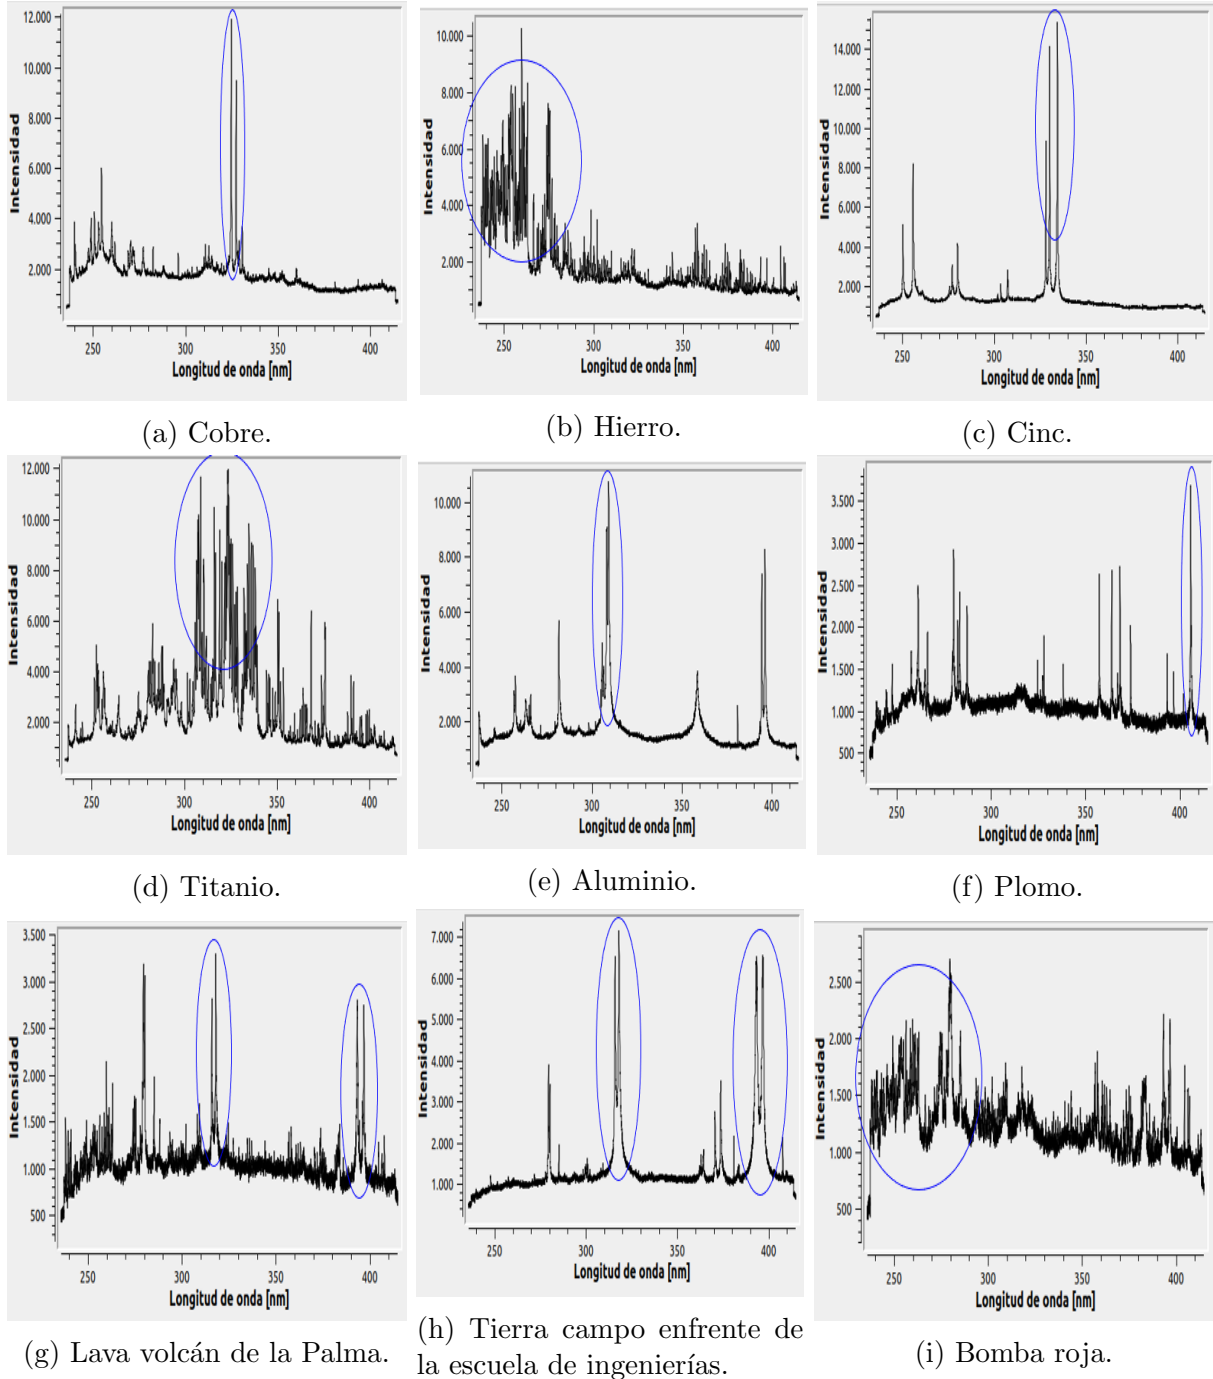 12.000
10.000
8.000
6.000
4.000
2.000
Intensidad
250 300 350 400
Longitud de onda [nm]
(a) Cobre.
10.000
8.000
6.000
4.000
2.000
Intensidad
250 300 350 400
Longitud de onda [nm]
(b) Hierro.
14.000
12.000
10.000
8.000
6.000
4.000
2.000
Intensidad
250 300 350 400
Longitud de onda [nm]
(c) Cinc.
12.000
10.000
8.000
6.000
4.000
2.000
Intensidad
250 300 350 400
Longitud de onda [nm]
(d) Titanio.
10.000
8.000
6.000
4.000
2.000
Intensidad
250 300 350 400
Longitud de onda [nm]
(e) Aluminio.
3.500
3.000
2.500
2.000
1.500
1.000
500
Intensidad
250 300 350 400
Longitud de onda [nm]
(f) Plomo.
3.500
3.000
2.500
2.000
1.500
1.000
500
Intensidad
250 300 350 400
Longitud de onda [nm]
(g) Lava volcán de la Palma.
7.000
6.000
5.000
4.000
3.000
2.000
1.000
Intensidad
250 300 350 400
Longitud de onda [nm]
(h) Tierra campo enfrente de
la escuela de ingenierías.
2.500
2.000
1.500
1.000
500
Intensidad
250 300 350 400
Longitud de onda [nm]
(i) Bomba roja.